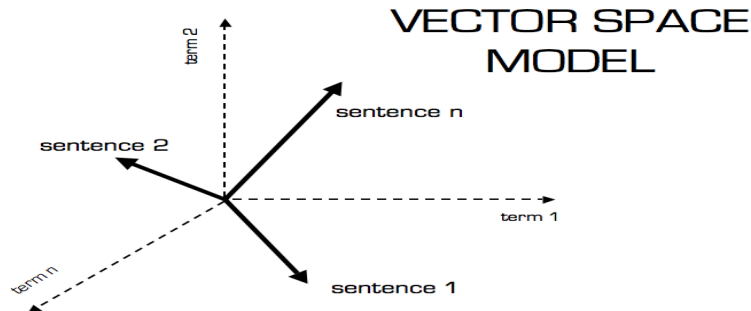 VECTOR SPACE
MODEL
term 2
sentence n
sentence 2
term 1
term n
sentence 1